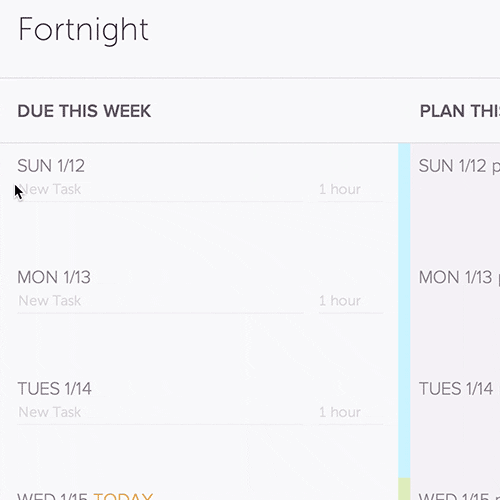 Fortnight
DUE THIS WEEK
PLAN THI
SUN 1/12
SUN 1/12 p
New Task 1 hour
MON 1/13
MON 1/13 p
New Task 1 hour
TUES 1/14
TUES 1/14
New Task 1 hour
WED 1/15 TODAY
WED 1/15 p